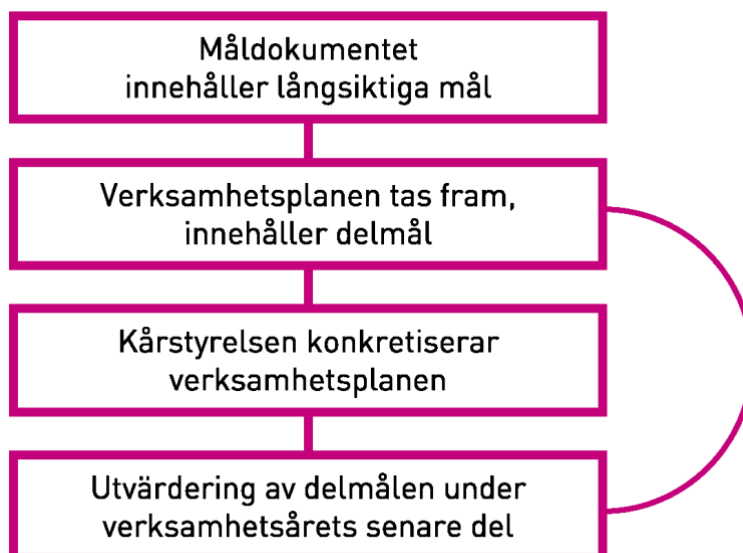 Måldokumentet
innehåller långsiktiga mål
Verksamhetsplanen tas fram,
innehåller delmål
Kårstyrelsen konkretiserar
verksamhetsplanen
Utvärdering av delmålen under
verksamhetsårets senare del